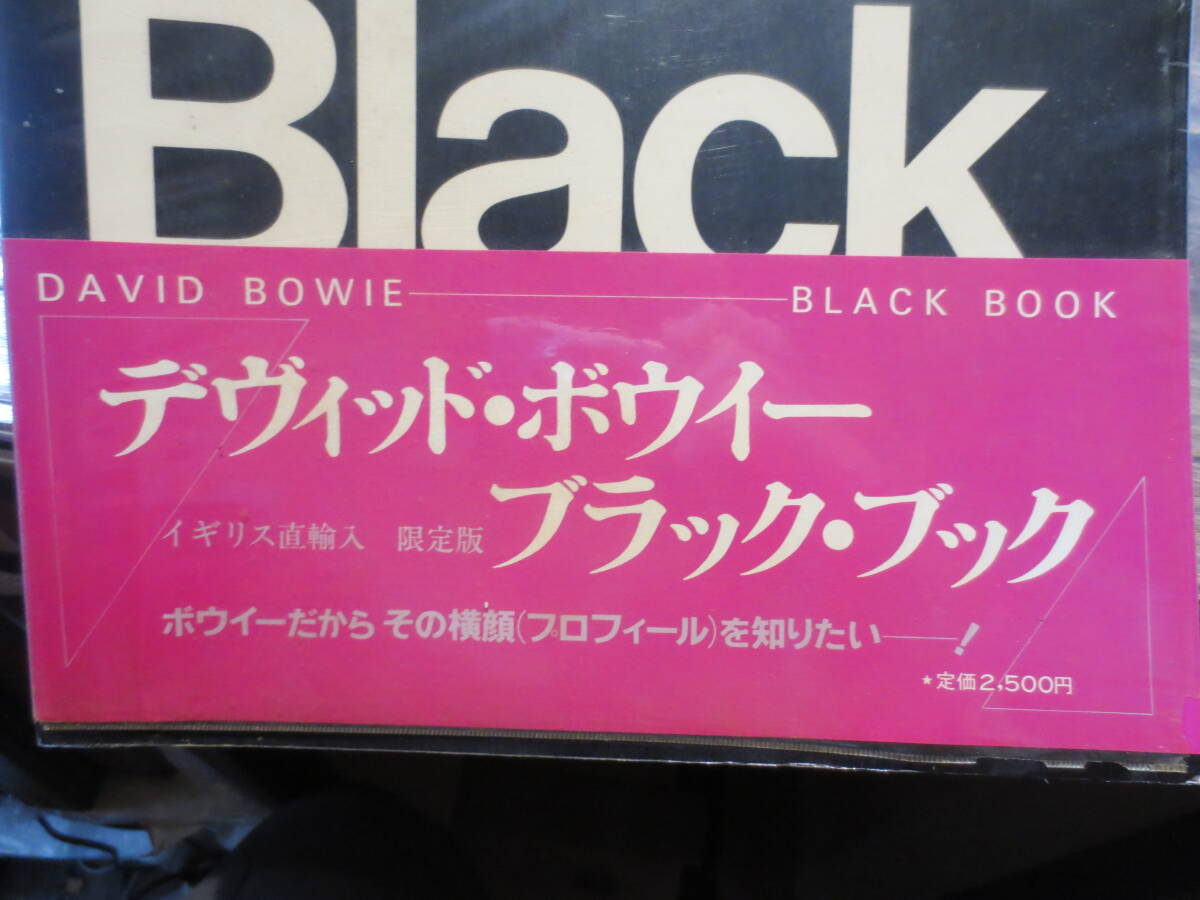 Black
DAVID BOWIE――BLACK BOOK
デヴィッド・ボウイー
イギリス直輸入 限定版 ブラック・ブック
ボウイーだから その横顔(プロフィール)を知りたい――!
★定価2,500円